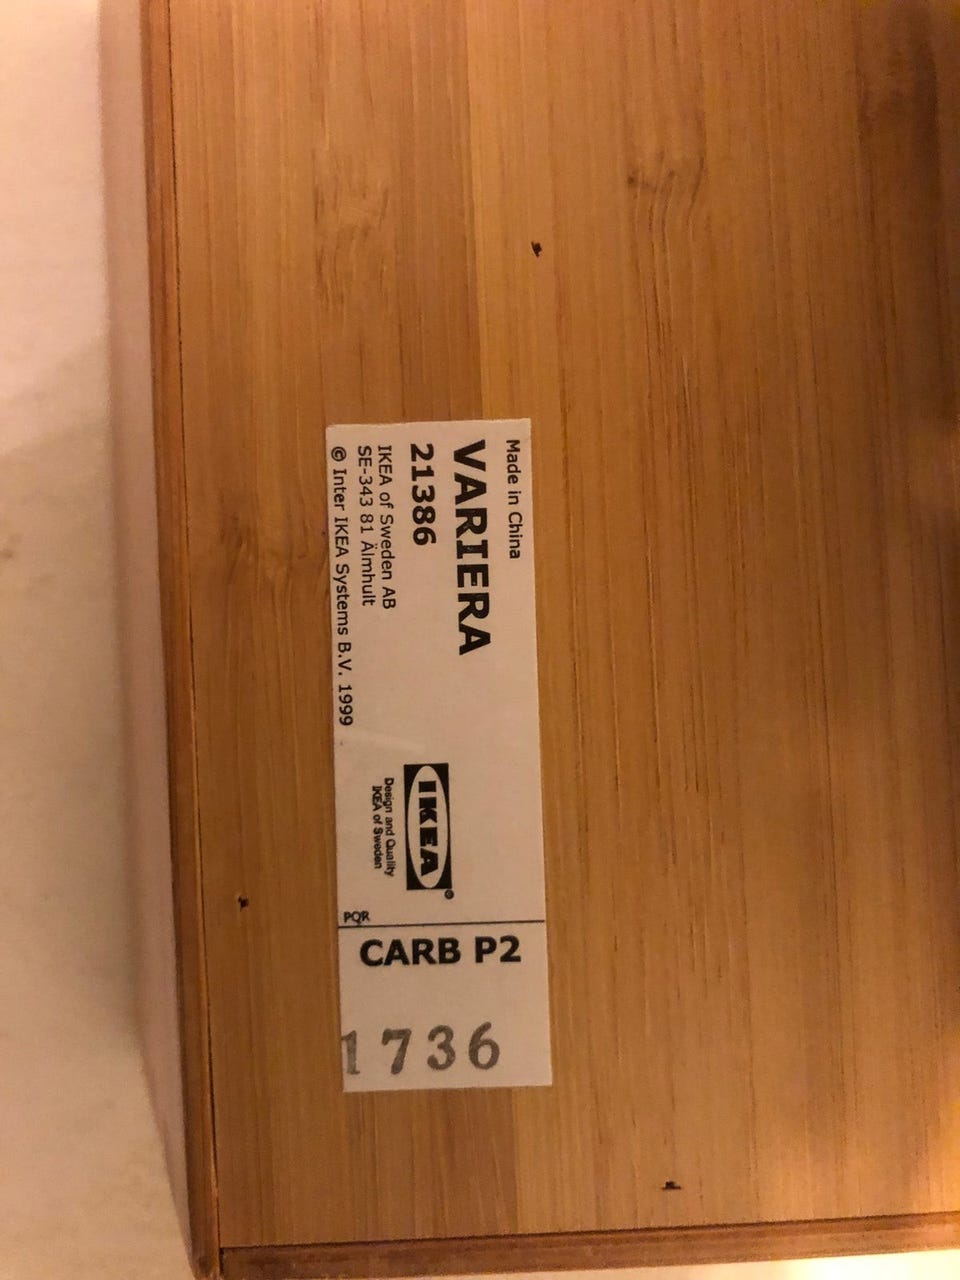 Made in China
VARIERA
21386
IKEA of Sweden AB
SE-343 81 Älmhult
© Inter IKEA Systems B.V. 1999
IKEA®
Design and Quality
IKEA of Sweden
PQR
CARB P2
1736